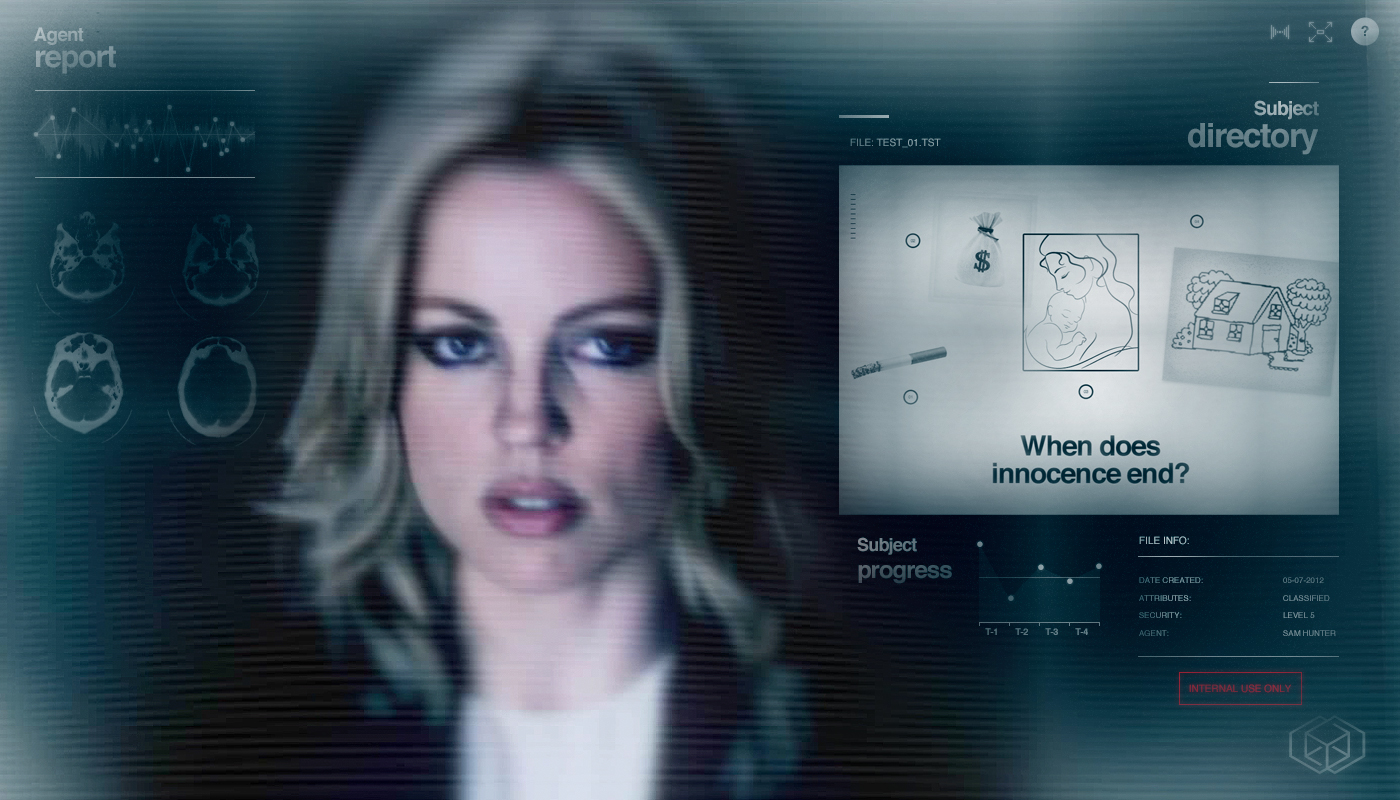 Agent
report
?
Subject
directory
FILE: TEST_01.TST
$
When does
innocence end?
Subject
progress
T-1 T-2 T-3 T-4
FILE INFO:
DATE CREATED: 05-07-2012
ATTRIBUTES: CLASSIFIED
SECURITY: LEVEL 5
AGENT: SAM HUNTER
INTERNAL USE ONLY